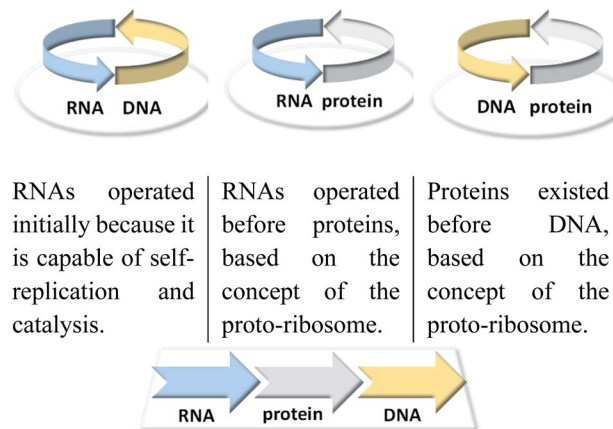 RNA DNA
RNA protein
DNA protein
RNAs operated
initially because it
is capable of self-
replication and
catalysis.
RNAs operated
before proteins,
based on the
concept of the
proto-ribosome.
Proteins existed
before DNA,
based on the
concept of the
proto-ribosome.
RNA protein DNA